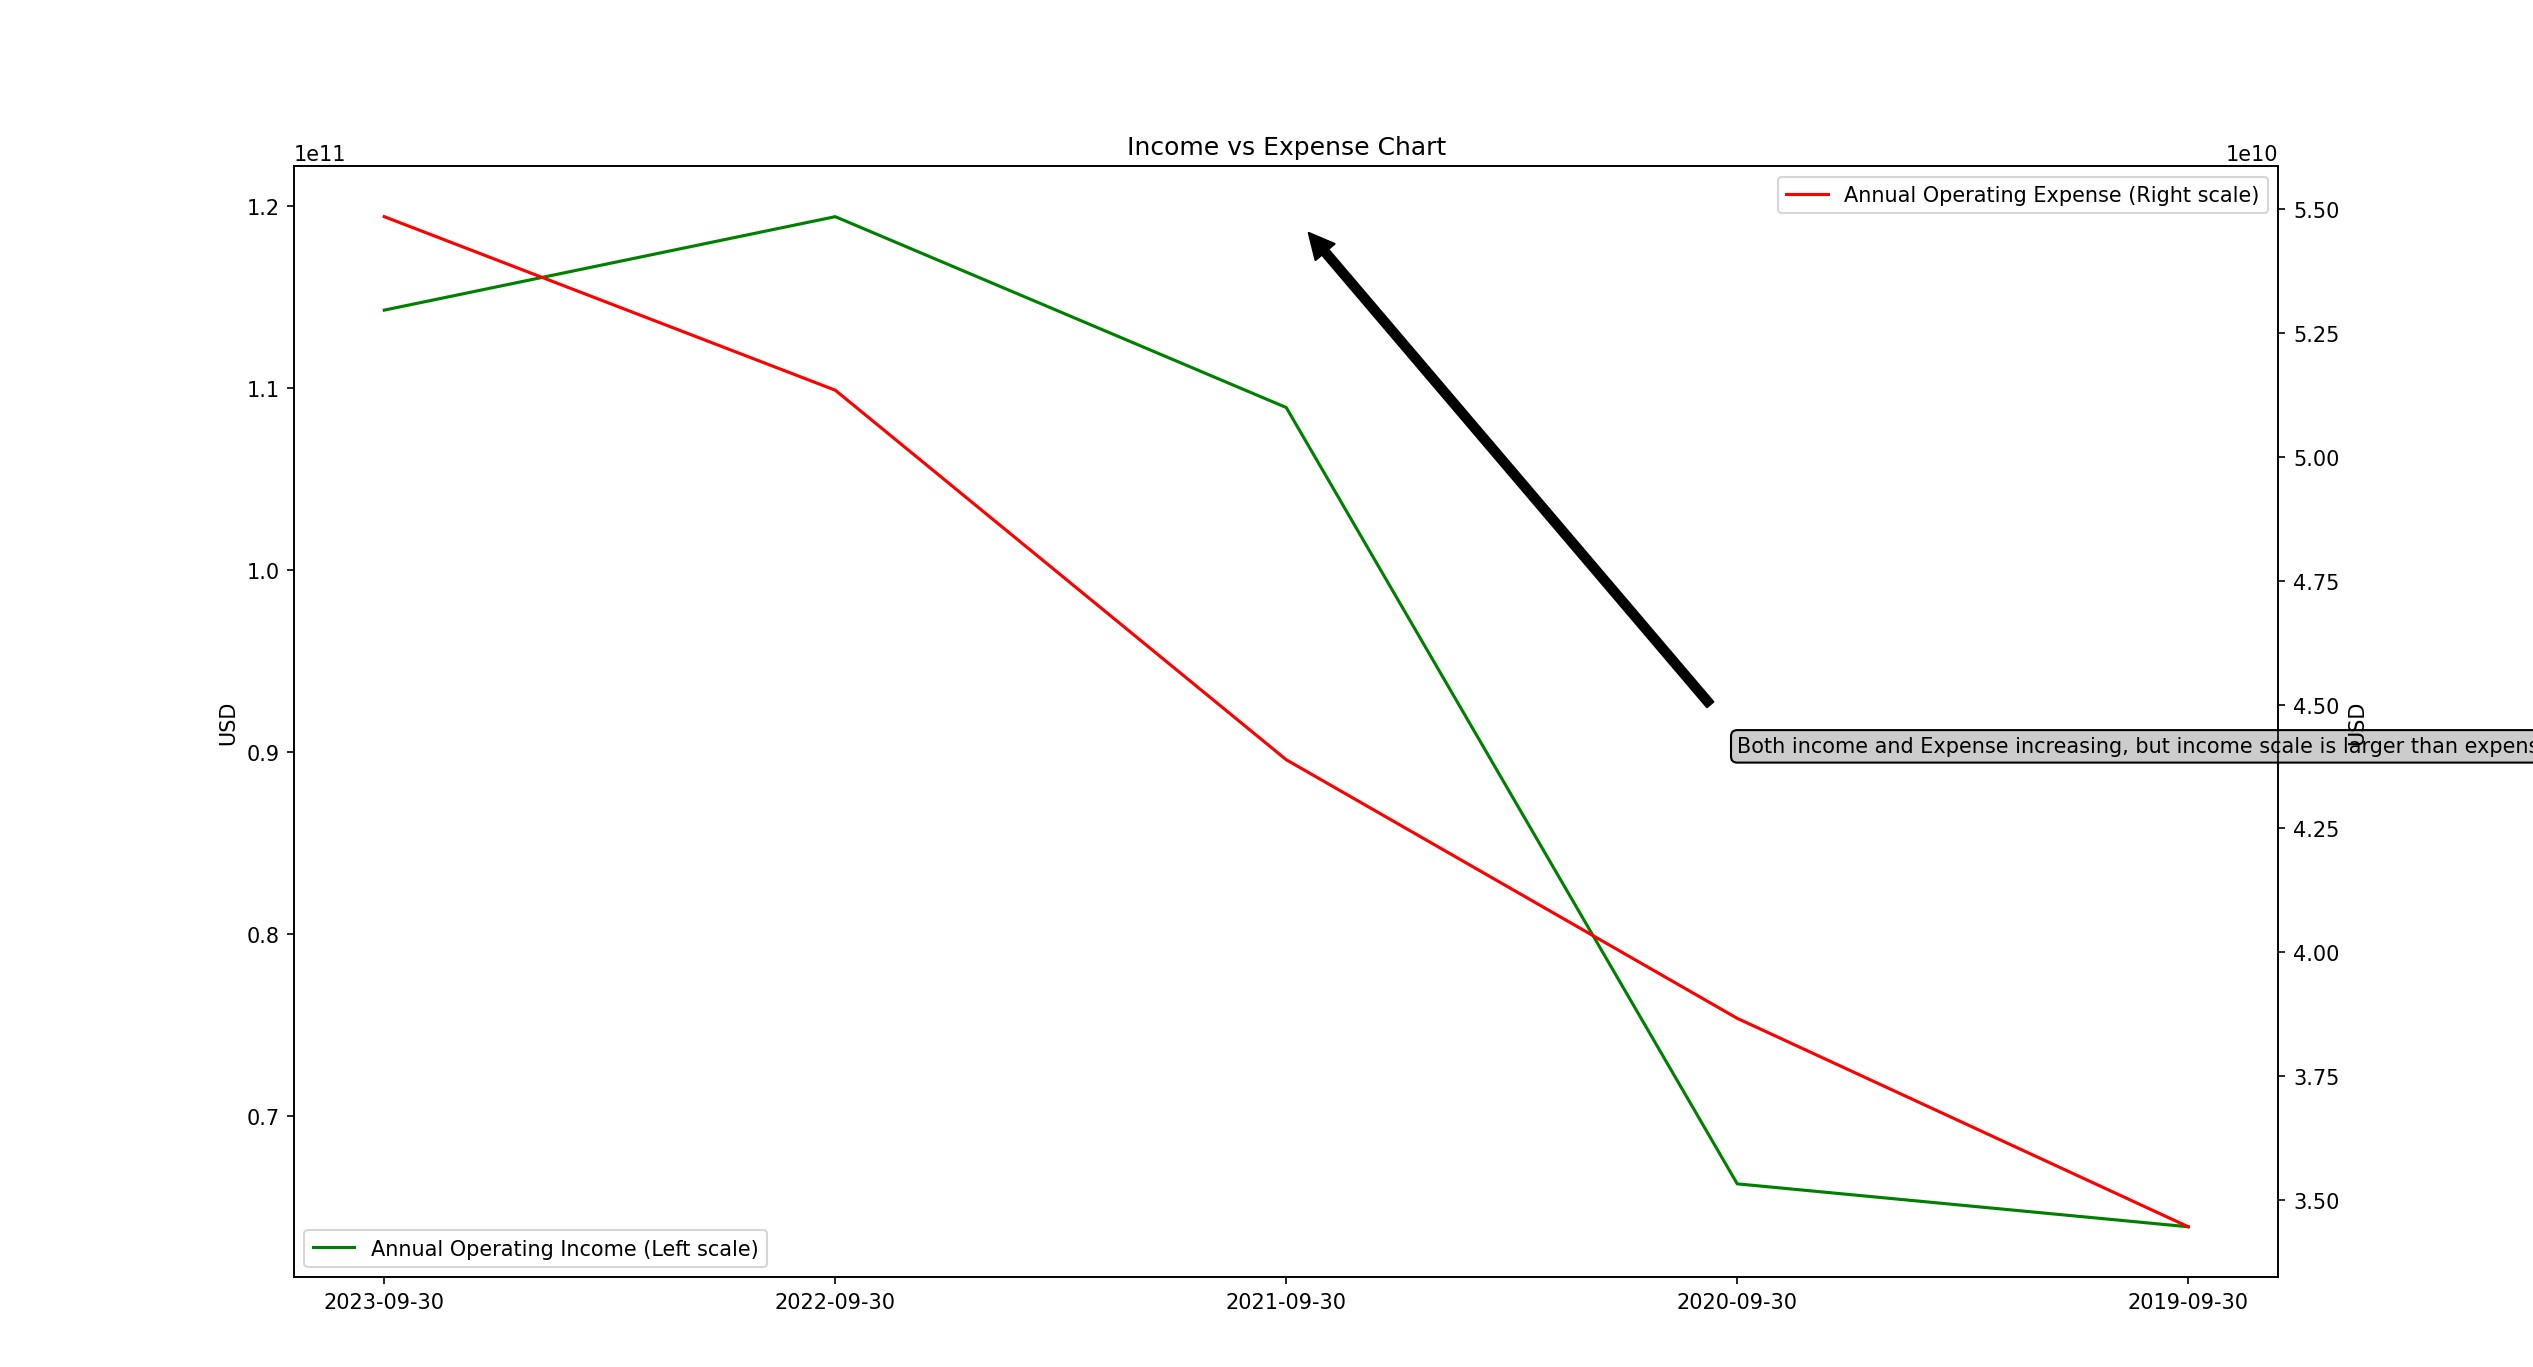 Income vs Expense Chart
1e11
1e10
Annual Operating Expense (Right scale)
1.2
1.1
1.0
0.9
0.8
0.7
USD
5.50
5.25
5.00
4.75
4.50
4.25
4.00
3.75
3.50
USD
Both income and Expense increasing, but income scale is larger than expens
Annual Operating Income (Left scale)
2023-09-30
2022-09-30
2021-09-30
2020-09-30
2019-09-30